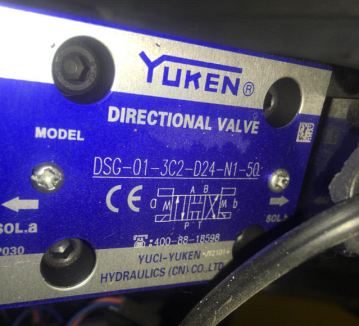 YUKEN®
DIRECTIONAL VALVE
MODEL
DSG-01-3C2-D24-N1-50
CE
A B
a b
P T
SOL.a
SOL.
2030
☎:400-88-18598
YUCI-YUKEN
HYDRAULICS (CN) CO., LTD